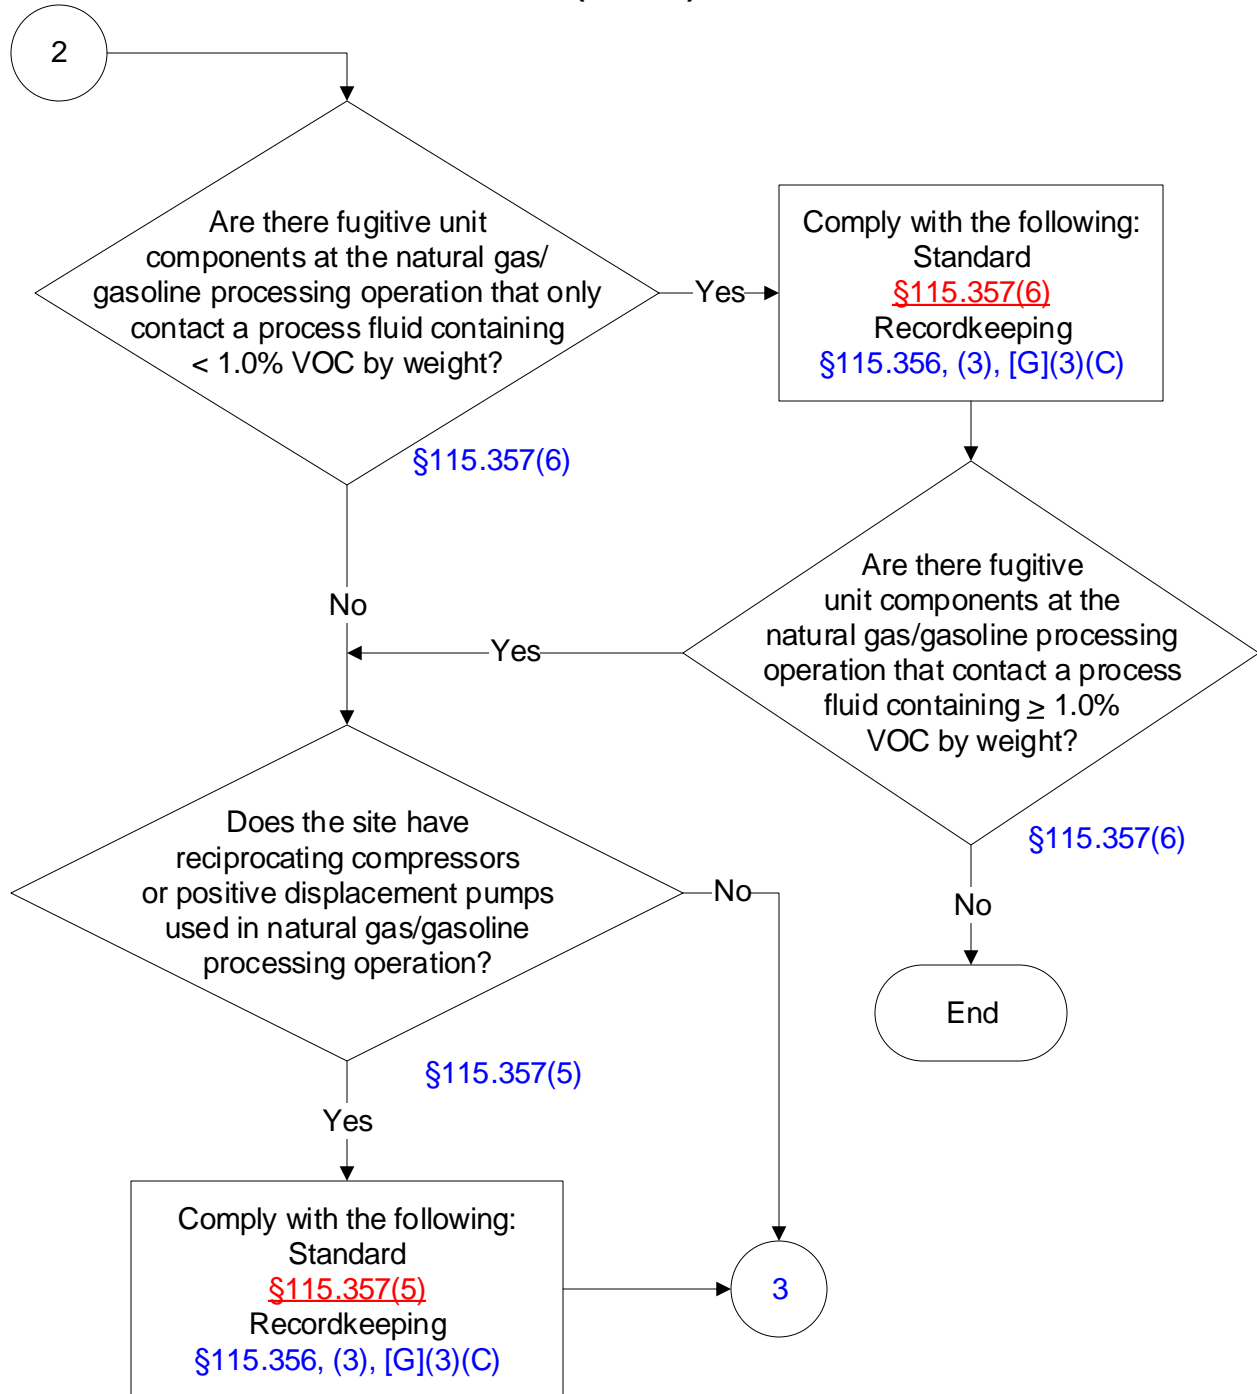 2
Are there fugitive unit
components at the natural gas/
gasoline processing operation that only
contact a process fluid containing
< 1.0% VOC by weight?
§115.357(6)
Yes
Comply with the following:
Standard
§115.357(6)
Recordkeeping
§115.356, (3), [G](3)(C)
No
Are there fugitive
unit components at the
natural gas/gasoline processing
operation that contact a process
fluid containing ≥ 1.0%
VOC by weight?
§115.357(6)
Yes
No
End
Does the site have
reciprocating compressors
or positive displacement pumps
used in natural gas/gasoline
processing operation?
§115.357(5)
No
Yes
Comply with the following:
Standard
§115.357(5)
Recordkeeping
§115.356, (3), [G](3)(C)
3